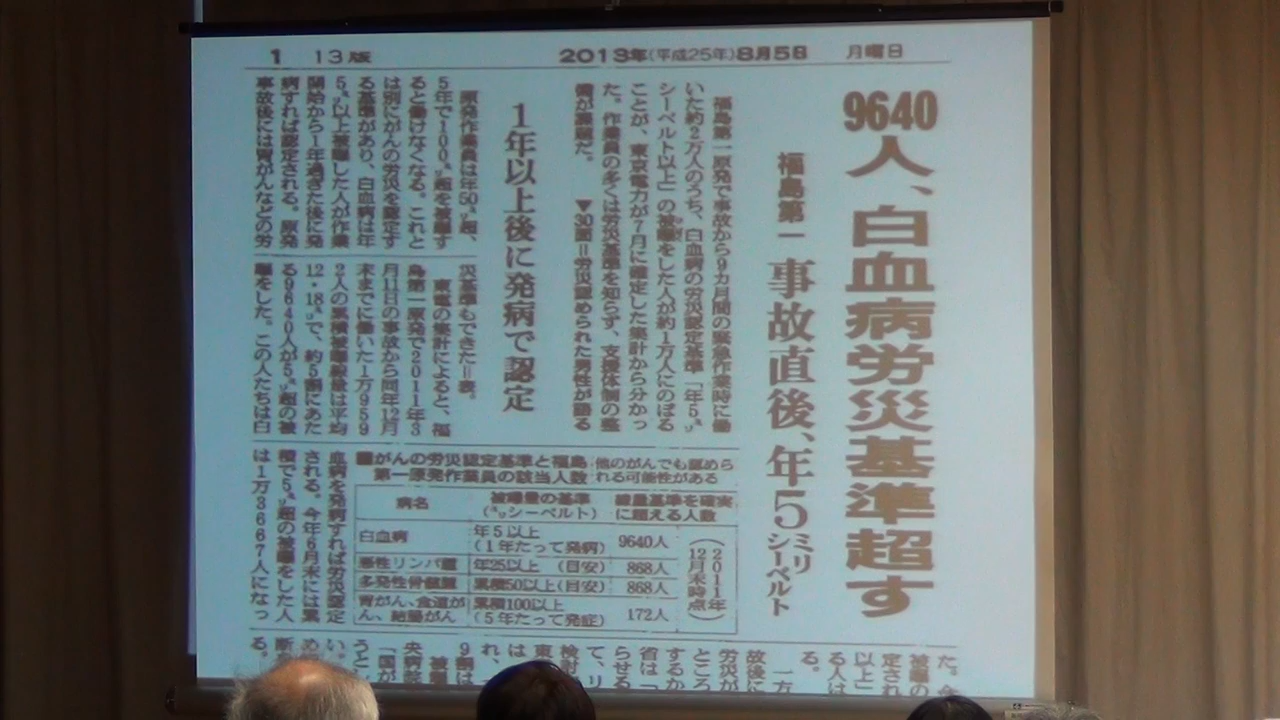 1 13版 2013年(平成25年)8月5日 月曜日
9640人、白血病労災基準超す
福島第一 事故直後、年5ミリシーベルト
福島第一原発で事故から9カ月間の緊急作業時に働
いた約2万人のうち、白血病の労災認定基準「年5ミリ
シーベルト以上」の被曝をした人が約1万人にのぼる
ことが、東京電力が7月に確定した集計から分かっ
た。作業員の多くは労災基準を知らず、支援体制の整
備が課題だ。 ▼30面=労災認められた男性が語る
1年以上後に発病で認定
原発作業員は年50ミリ超、
5年で100ミリ超を被曝す
ると働けなくなる。これと
は別にがんの労災を認定す
る基準があり、白血病は年
5ミリ以上被曝した人が作業
開始から1年過ぎた後に発
病すれば認定される。原発
事故後には胃がんなどの労
災基準もできた=表。
東電の集計によると、福
島第一原発で2011年3
月11日の事故から同年12月
末までに働いた1万959
2人の累積被曝線量は平均
12・18ミリで、約5割にあた
る9640人が5ミリ超の被
曝をした。この人たちは白
血病を発病すれば労災認定
される。今年6月末には累
積で5ミリ超の被曝をした人
は1万3667人になっ
■がんの労災認定基準と福島第一原発作業員の該当人数
他のがんでも認められる可能性がある
病名 被曝量の基準(ミリシーベルト) 線量基準を確実に超える人数
白血病 年5以上(1年たって発病) 9640人
悪性リンパ腫 年25以上(目安) 868人
多発性骨髄腫 累積50以上(目安) 868人
胃がん、食道がん、結腸がん 累積100以上(5年たって発症) 172人
(2011年12月末時点)